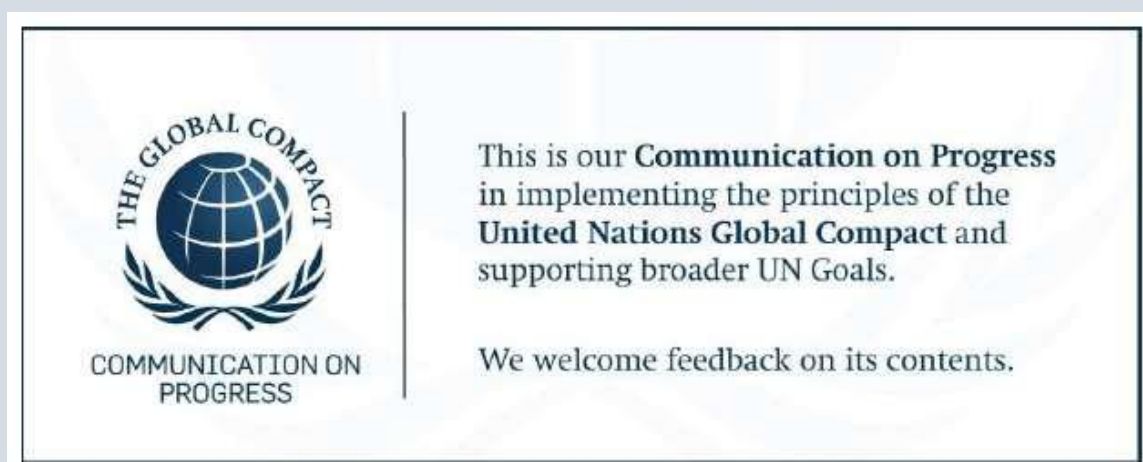 THE GLOBAL COMPACT
COMMUNICATION ON
PROGRESS
This is our Communication on Progress
in implementing the principles of the
United Nations Global Compact and
supporting broader UN Goals.
We welcome feedback on its contents.